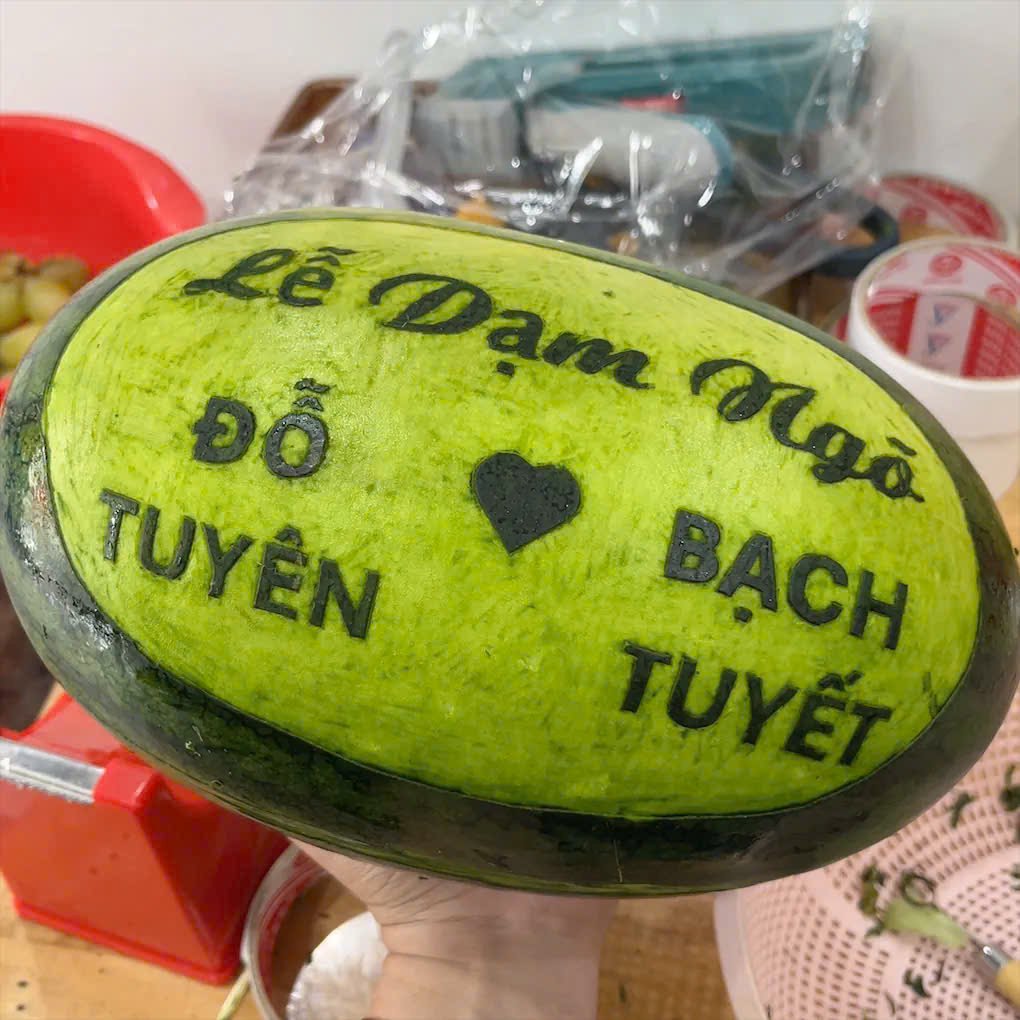 Lễ Dạm Ngõ
ĐỖ
TUYÊN
BẠCH
TUYẾT